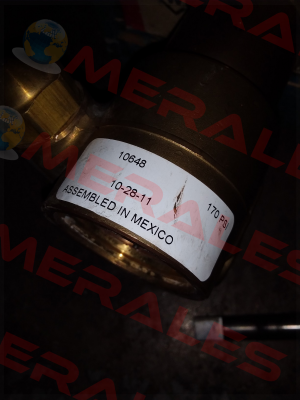 MERALES
10648
10-28-11
170 PSI
ASSEMBLED IN MEXICO
MERALES
MERALES
MERALES